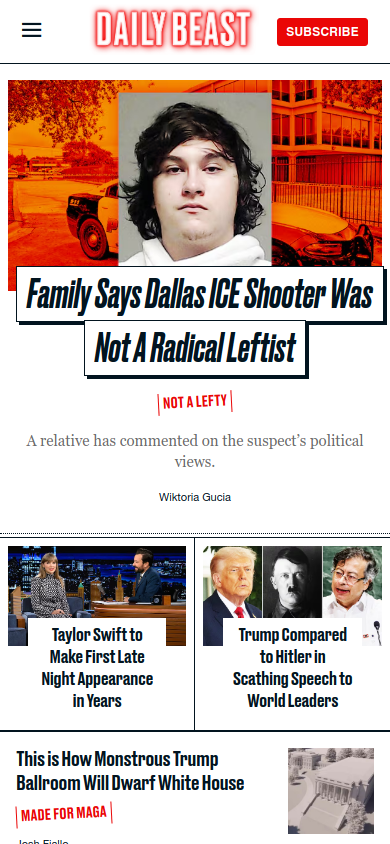 DAILY BEAST
SUBSCRIBE
Family Says Dallas ICE Shooter Was
Not A Radical Leftist
NOT A LEFTY
A relative has commented on the suspect's political
views.
Wiktoria Gucia
Taylor Swift to
Make First Late
Night Appearance
in Years
Trump Compared
to Hitler in
Scathing Speech to
World Leaders
This is How Monstrous Trump
Ballroom Will Dwarf White House
MADE FOR MAGA
Josh Fiallo